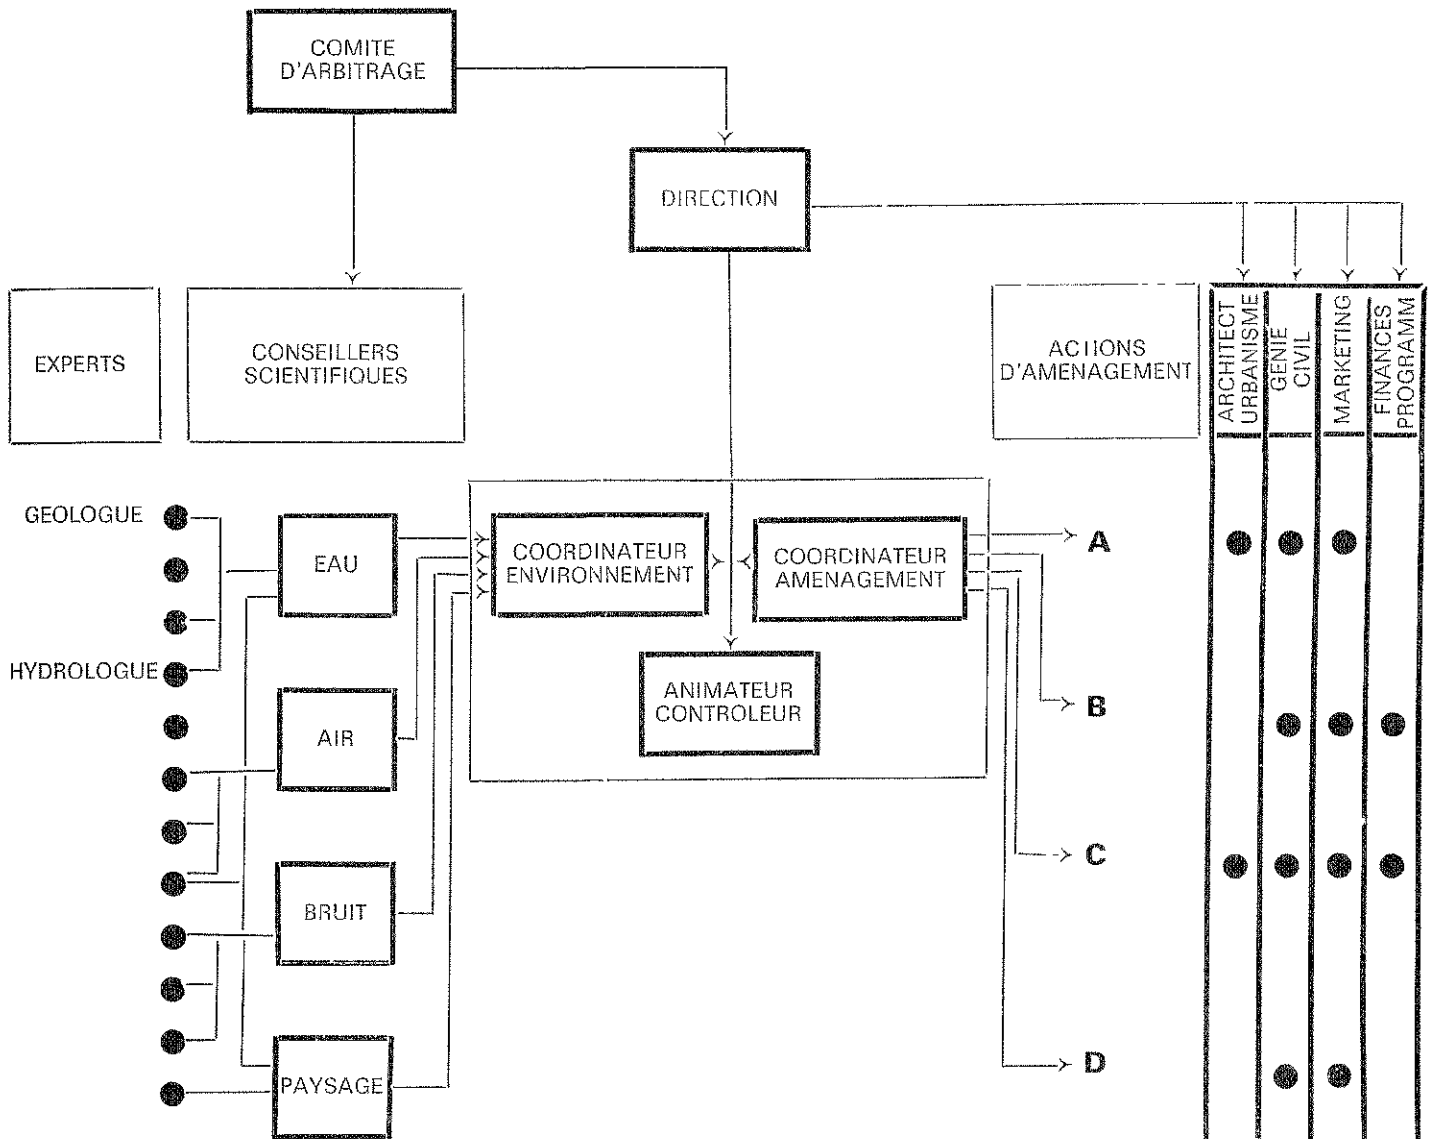 COMITE
D'ARBITRAGE
DIRECTION
EXPERTS
CONSEILLERS
SCIENTIFIQUES
ACTIONS
D'AMENAGEMENT
ARCHITECT
URBANISME
GENIE
CIVIL
MARKETING
FINANCES
PROGRAMM
GEOLOGUE
HYDROLOGUE
EAU
AIR
BRUIT
PAYSAGE
COORDINATEUR
ENVIRONNEMENT
COORDINATEUR
AMENAGEMENT
ANIMATEUR
CONTROLEUR
A
B
C
D